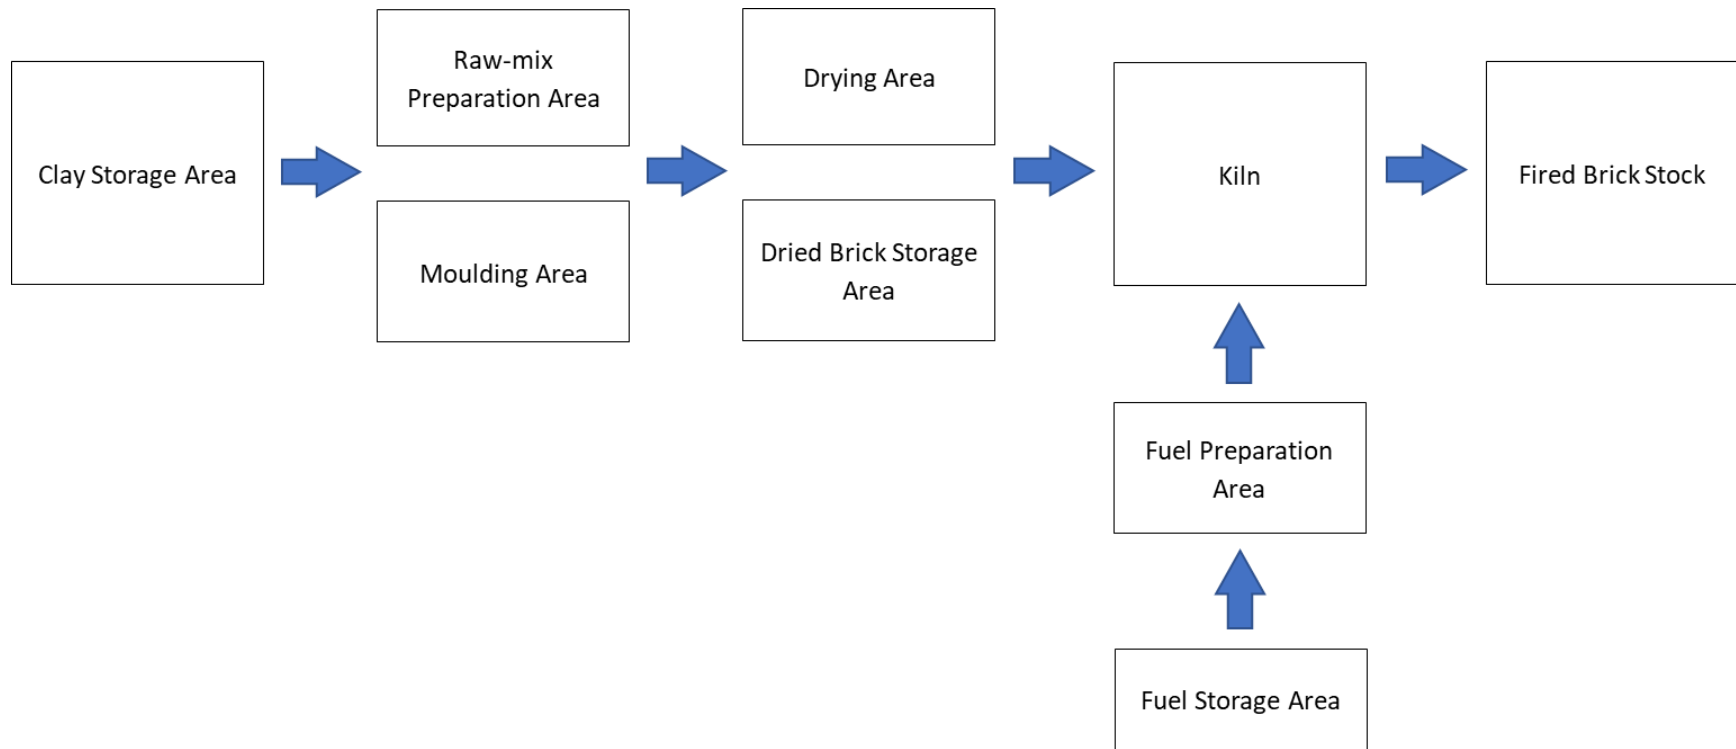 Clay Storage Area
Raw-mix
Preparation Area
Moulding Area
Drying Area
Dried Brick Storage
Area
Kiln
Fired Brick Stock
Fuel Preparation
Area
Fuel Storage Area